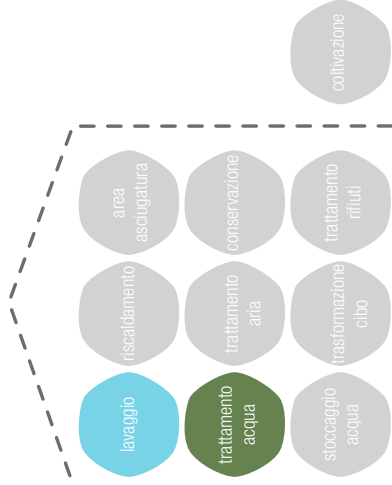 coltivazione
area
asciugatura
conservazione
trattamento
rifiuti
riscaldamento
trattamento
aria
trasformazione
cibo
lavaggio
trattamento
acqua
stoccaggio
acqua